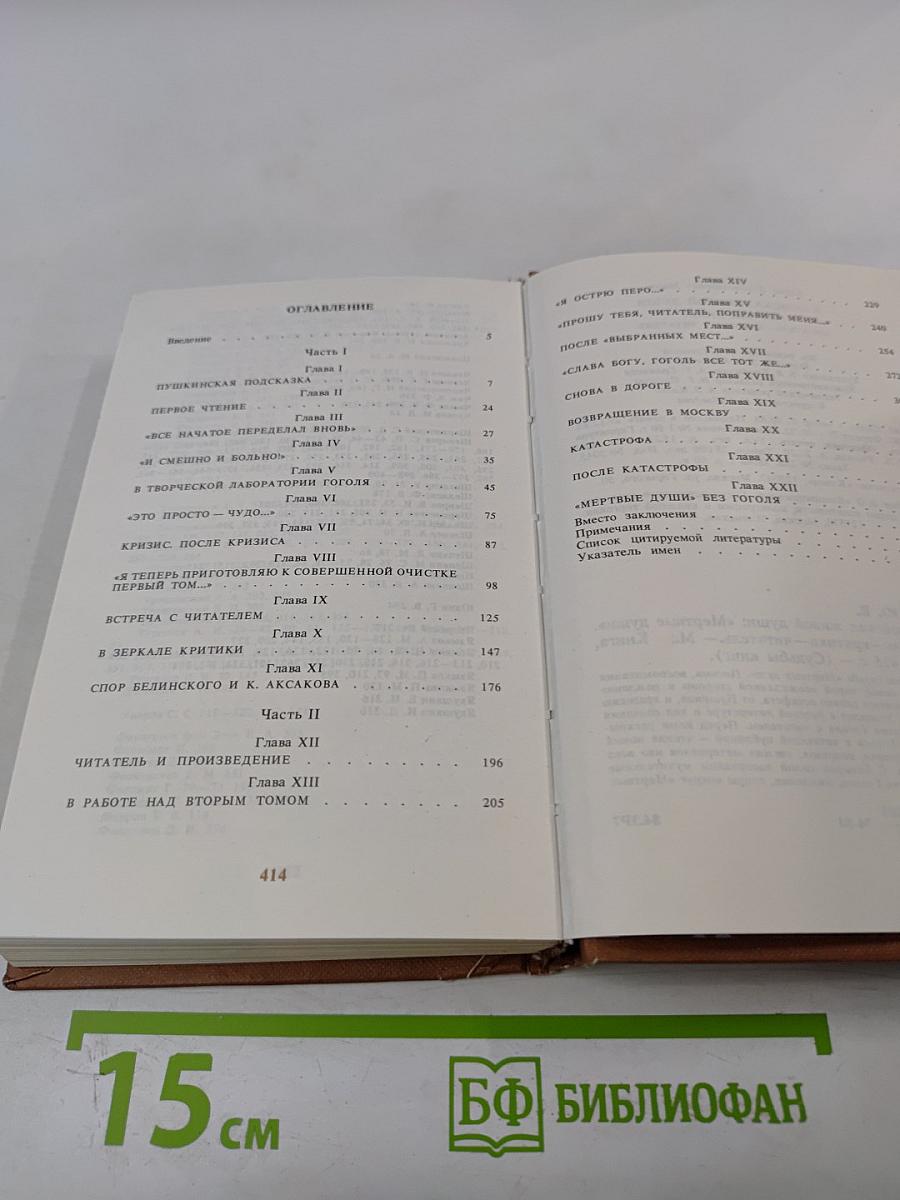 ОГЛАВЛЕНИЕ
Введение . . . . . . . . . . . . . . . . . . 5
Часть I
Глава I
ПУШКИНСКАЯ ПОДСКАЗКА . . . . . . . . . . 7
Глава II
ПЕРВОЕ ЧТЕНИЕ . . . . . . . . . . . . . . 24
Глава III
«ВСЕ НАЧАТОЕ ПЕРЕДЕЛАЛ ВНОВЬ» . . . . . . . 27
Глава IV
«И СМЕШНО И БОЛЬНО!» . . . . . . . . . . . 35
Глава V
В ТВОРЧЕСКОЙ ЛАБОРАТОРИИ ГОГОЛЯ . . . . . . 45
Глава VI
«ЭТО ПРОСТО — ЧУДО...» . . . . . . . . . . 75
Глава VII
КРИЗИС. ПОСЛЕ КРИЗИСА . . . . . . . . . . 87
Глава VIII
«Я ТЕПЕРЬ ПРИГОТОВЛЯЮ К СОВЕРШЕННОЙ ОЧИСТКЕ
ПЕРВЫЙ ТОМ...» . . . . . . . . . . . . . . 98
Глава IX
ВСТРЕЧА С ЧИТАТЕЛЕМ . . . . . . . . . . . 125
Глава X
В ЗЕРКАЛЕ КРИТИКИ . . . . . . . . . . . . 147
Глава XI
СПОР БЕЛИНСКОГО И К. АКСАКОВА . . . . . . 176
Часть II
Глава XII
ЧИТАТЕЛЬ И ПРОИЗВЕДЕНИЕ . . . . . . . . . 196
Глава XIII
В РАБОТЕ НАД ВТОРЫМ ТОМОМ . . . . . . . . 205
414
Глава XIV
«Я ОСТРЮ ПЕРО...» . . . . . . . . . . . . 229
Глава XV
«ПРОШУ ТЕБЯ, ЧИТАТЕЛЬ, ПОПРАВИТЬ МЕНЯ...» . . . 240
Глава XVI
ПОСЛЕ «ВЫБРАННЫХ МЕСТ...» . . . . . . . . . 254
Глава XVII
«СЛАВА БОГУ, ГОГОЛЬ ВСЕ ТОТ ЖЕ...» . . . . . . 272
Глава XVIII
СНОВА В ДОРОГЕ . . . . . . . . . . . .
Глава XIX
ВОЗВРАЩЕНИЕ В МОСКВУ . . . . . . . . .
Глава XX
КАТАСТРОФА . . . . . . . . . . . . . .
Глава XXI
ПОСЛЕ КАТАСТРОФЫ . . . . . . . . . . .
Глава XXII
«МЕРТВЫЕ ДУШИ» БЕЗ ГОГОЛЯ . . . . . . .
Вместо заключения . . . . . . . . . . .
Примечания . . . . . . . . . . . . . .
Список цитируемой литературы . . . . . .
Указатель имен . . . . . . . . . . . .
15 см
БФ БИБЛИОФАН